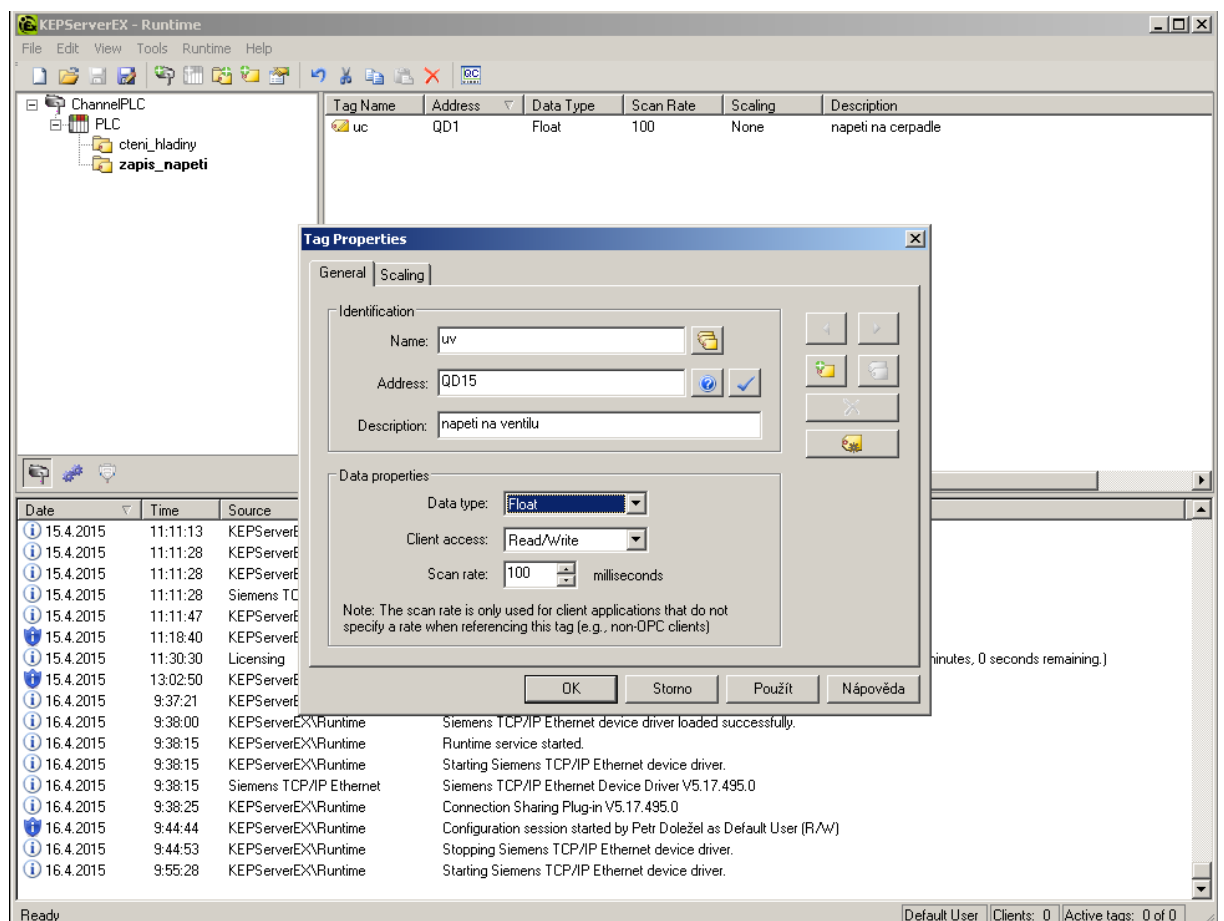 KEPServerEX - Runtime
File Edit View Tools Runtime Help
ChannelPLC
PLC
cteni_hladiny
zapis_napeti
Tag Name Address Data Type Scan Rate Scaling Description
uc QD1 Float 100 None napeti na cerpadle
Tag Properties
General Scaling
Identification
Name: uv
Address: QD15
Description: napeti na ventilu
Data properties
Data type: Float
Client access: Read/Write
Scan rate: 100 milliseconds
Note: The scan rate is only used for client applications that do not
specify a rate when referencing this tag (e.g., non-OPC clients)
OK Storno Použít Nápověda
Date Time Source
15.4.2015 11:11:13 KEPServerE
15.4.2015 11:11:28 KEPServerE
15.4.2015 11:11:28 KEPServerE
15.4.2015 11:11:28 Siemens TC
15.4.2015 11:11:47 KEPServerE
15.4.2015 11:18:40 KEPServerE
15.4.2015 11:30:30 Licensing inutes, 0 seconds remaining.)
15.4.2015 13:02:50 KEPServerE
16.4.2015 9:37:21 KEPServerE
16.4.2015 9:38:00 KEPServerEX\Runtime Siemens TCP/IP Ethernet device driver loaded successfully.
16.4.2015 9:38:15 KEPServerEX\Runtime Runtime service started.
16.4.2015 9:38:15 KEPServerEX\Runtime Starting Siemens TCP/IP Ethernet device driver.
16.4.2015 9:38:15 Siemens TCP/IP Ethernet Siemens TCP/IP Ethernet Device Driver V5.17.495.0
16.4.2015 9:38:25 KEPServerEX\Runtime Connection Sharing Plug-in V5.17.495.0
16.4.2015 9:44:44 KEPServerEX\Runtime Configuration session started by Petr Doležel as Default User (R/W)
16.4.2015 9:44:53 KEPServerEX\Runtime Stopping Siemens TCP/IP Ethernet device driver.
16.4.2015 9:55:28 KEPServerEX\Runtime Starting Siemens TCP/IP Ethernet device driver.
Ready Default User Clients: 0 Active tags: 0 of 0